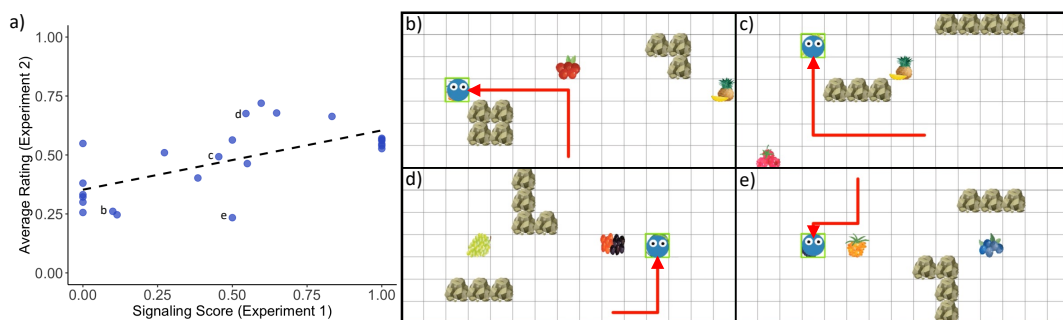 a)
Average Rating (Experiment 2)
1.00
0.75
0.50
0.25
0.00
d
c
b
e
0.00 0.25 0.50 0.75 1.00
Signaling Score (Experiment 1)
b)
c)
d)
e)